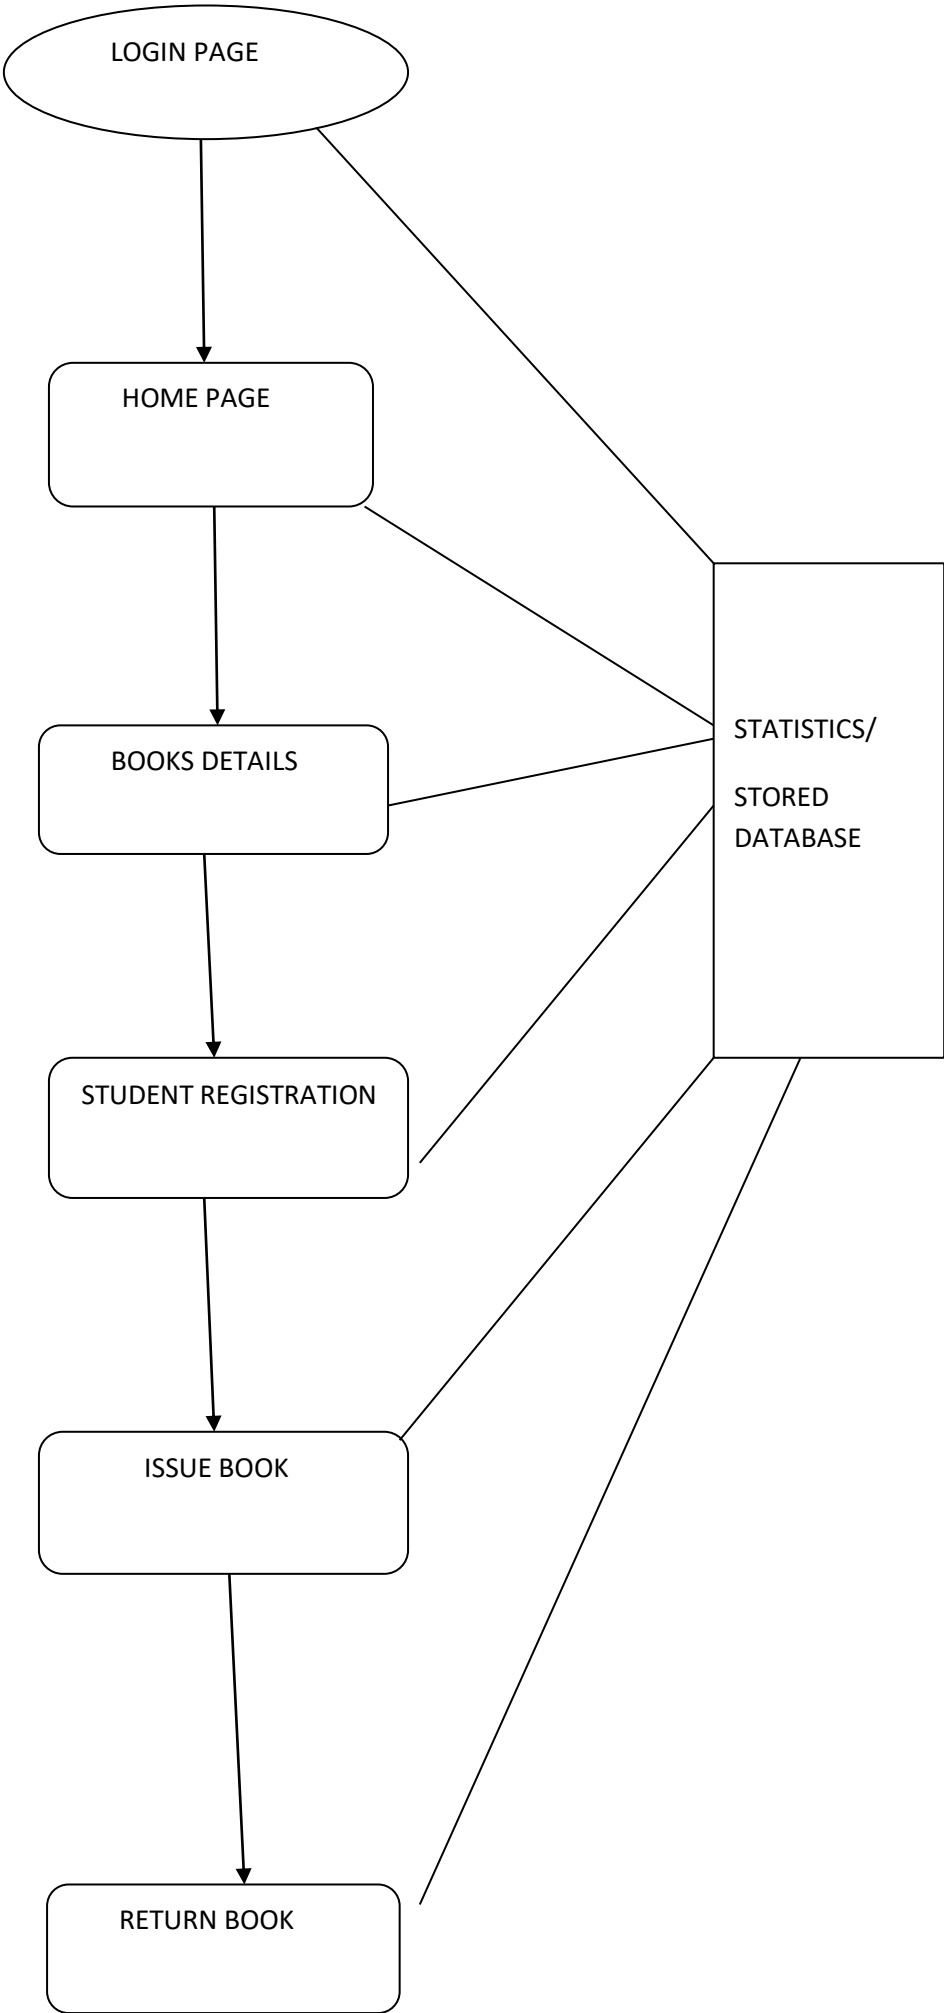 LOGIN PAGE
HOME PAGE
BOOKS DETAILS
STATISTICS/
STORED
DATABASE
STUDENT REGISTRATION
ISSUE BOOK
RETURN BOOK